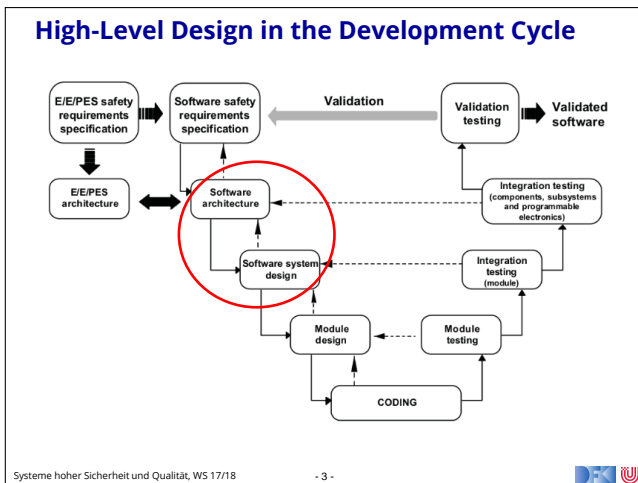 High-Level Design in the Development Cycle
E/E/PES safety
requirements
specification
Software safety
requirements
specification
Validation
Validation
testing
Validated
software
E/E/PES
architecture
Software
architecture
Integration testing
(components, subsystems
and programmable
electronics)
Software system
design
Integration
testing
(module)
Module
design
Module
testing
CODING
Systeme hoher Sicherheit und Qualität, WS 17/18
- 3 -